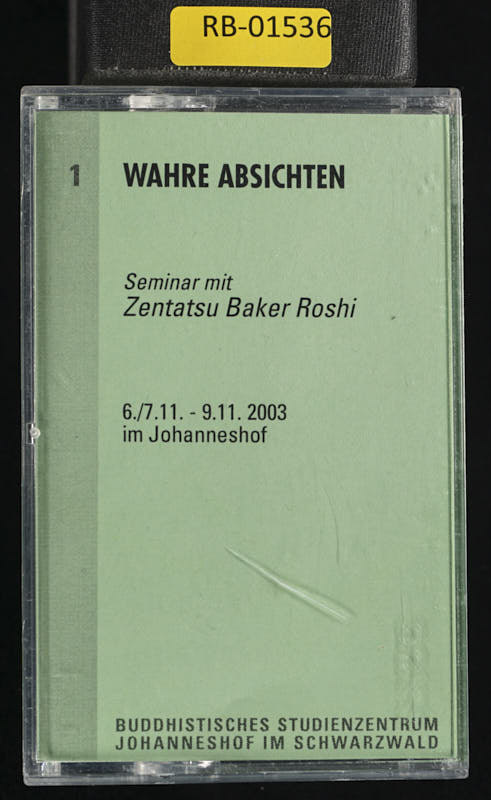 RB-01536
1 WAHRE ABSICHTEN
Seminar mit
Zentatsu Baker Roshi
6./7.11. - 9.11. 2003
im Johanneshof
BUDDHISTISCHES STUDIENZENTRUM
JOHANNESHOF IM SCHWARZWALD